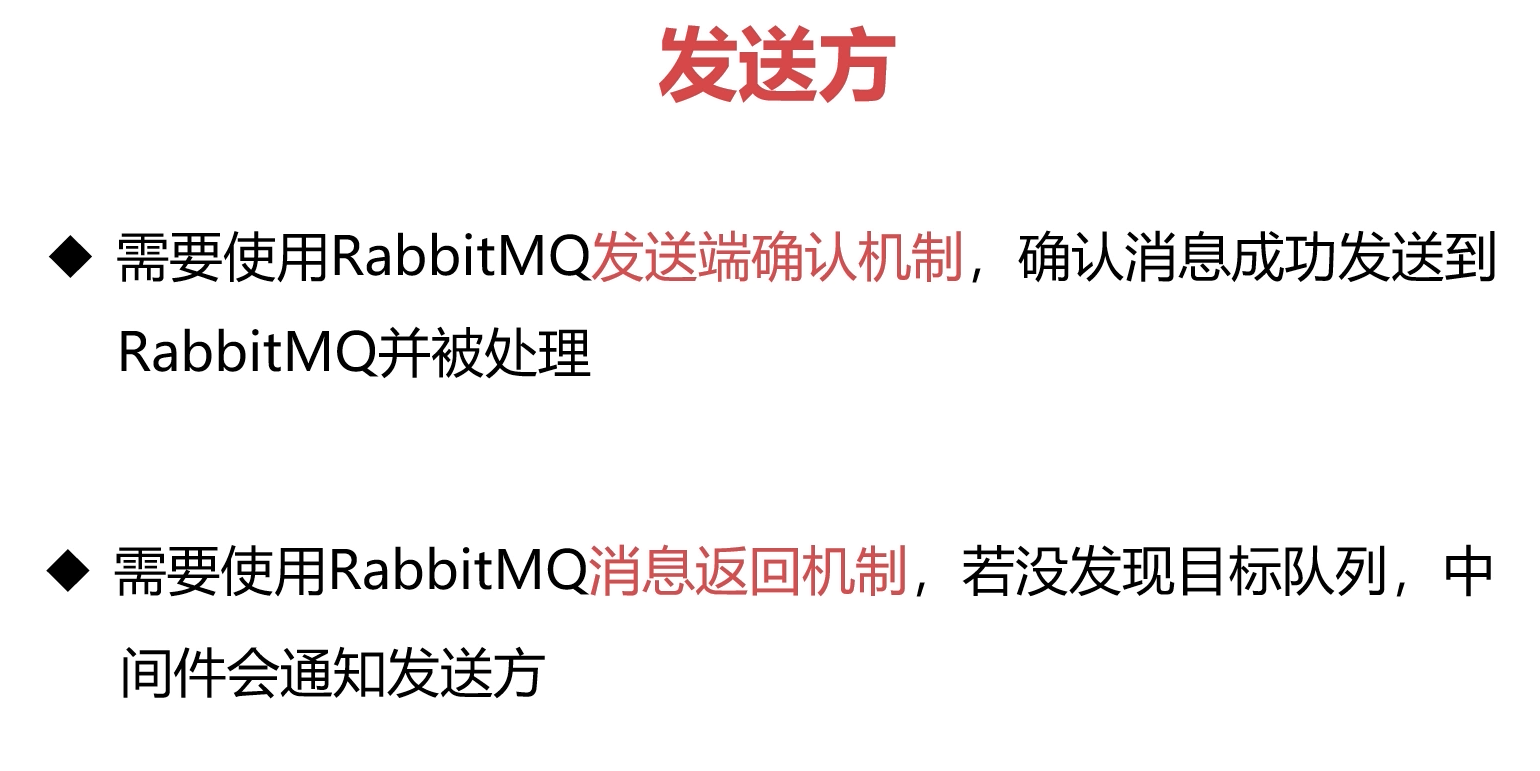 发送方
◆ 需要使用RabbitMQ发送端确认机制，确认消息成功发送到
RabbitMQ并被处理
◆ 需要使用RabbitMQ消息返回机制，若没发现目标队列，中
间件会通知发送方